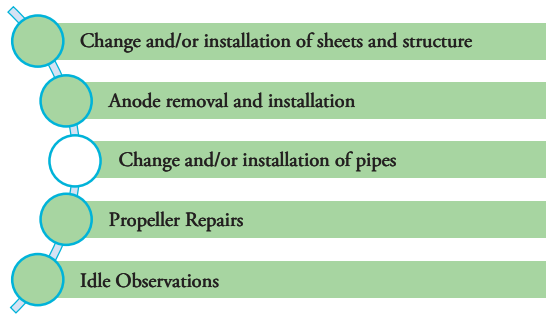 Change and/or installation of sheets and structure
Anode removal and installation
Change and/or installation of pipes
Propeller Repairs
Idle Observations